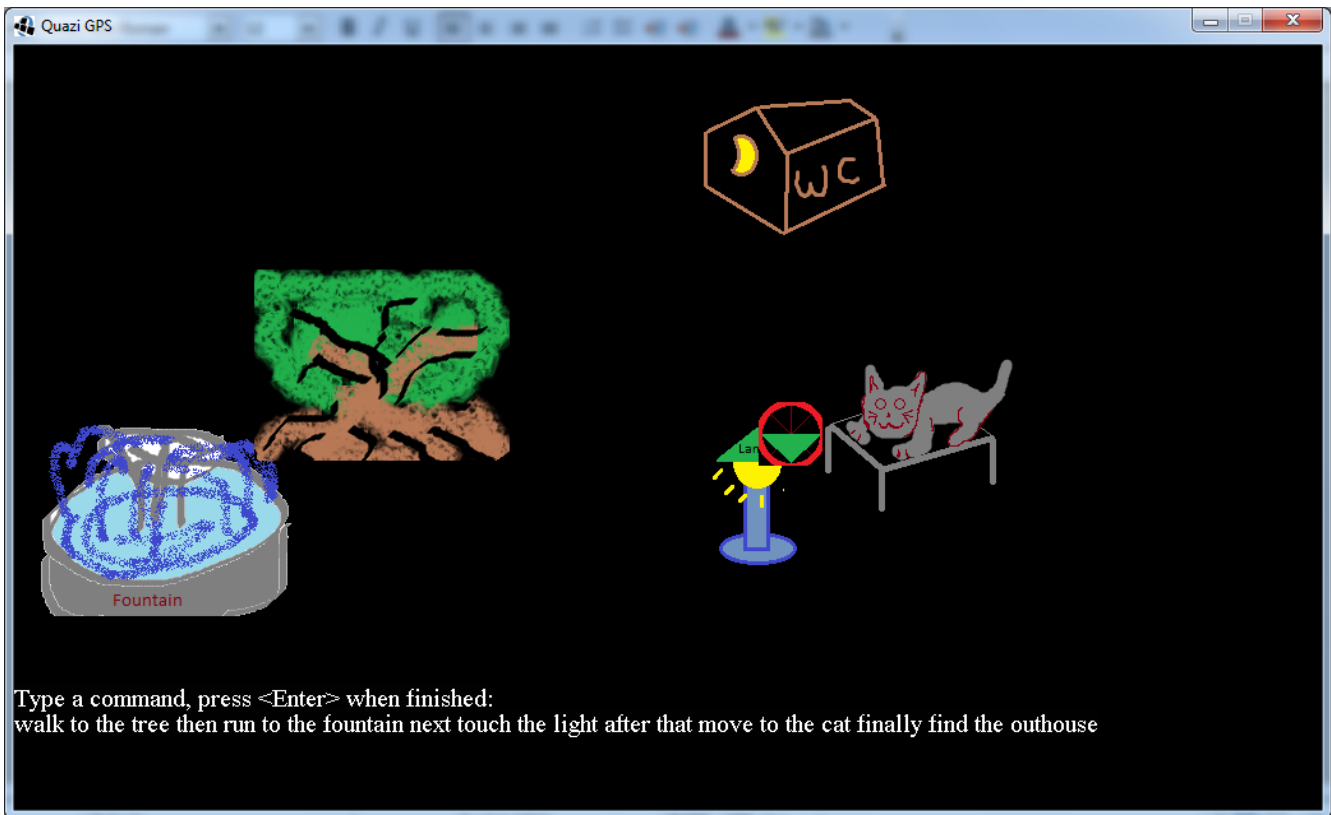 Quazi GPS
WC
Lan
Fountain
Type a command, press <Enter> when finished:
walk to the tree then run to the fountain next touch the light after that move to the cat finally find the outhouse